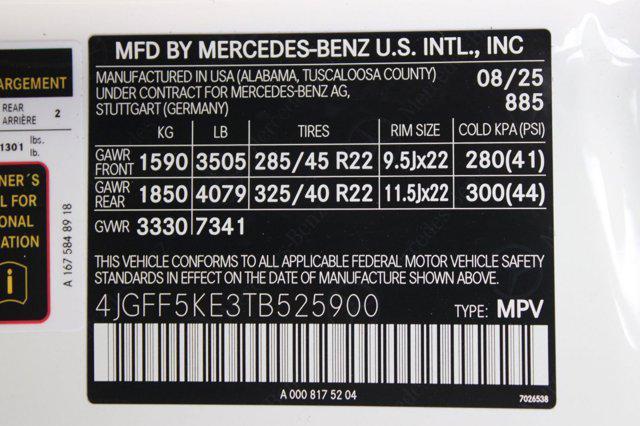 ARGEMENT
REAR 2
ARRIÈRE
1301 lbs.
lb.
NER´S
L FOR
ONAL
ATION
i
A 167 584 89 18
MFD BY MERCEDES-BENZ U.S. INTL., INC
MANUFACTURED IN USA (ALABAMA, TUSCALOOSA COUNTY) 08/25
UNDER CONTRACT FOR MERCEDES-BENZ AG, 885
STUTTGART (GERMANY)
KG LB TIRES RIM SIZE COLD KPA (PSI)
GAWR FRONT 1590 3505 285/45 R22 9.5Jx22 280(41)
GAWR REAR 1850 4079 325/40 R22 11.5Jx22 300(44)
GVWR 3330 7341
THIS VEHICLE CONFORMS TO ALL APPLICABLE FEDERAL MOTOR VEHICLE SAFETY
STANDARDS IN EFFECT ON THE DATE OF MANUFACTURE SHOWN ABOVE.
4JGFF5KE3TB525900 TYPE: MPV
A 000 817 52 04
7026538